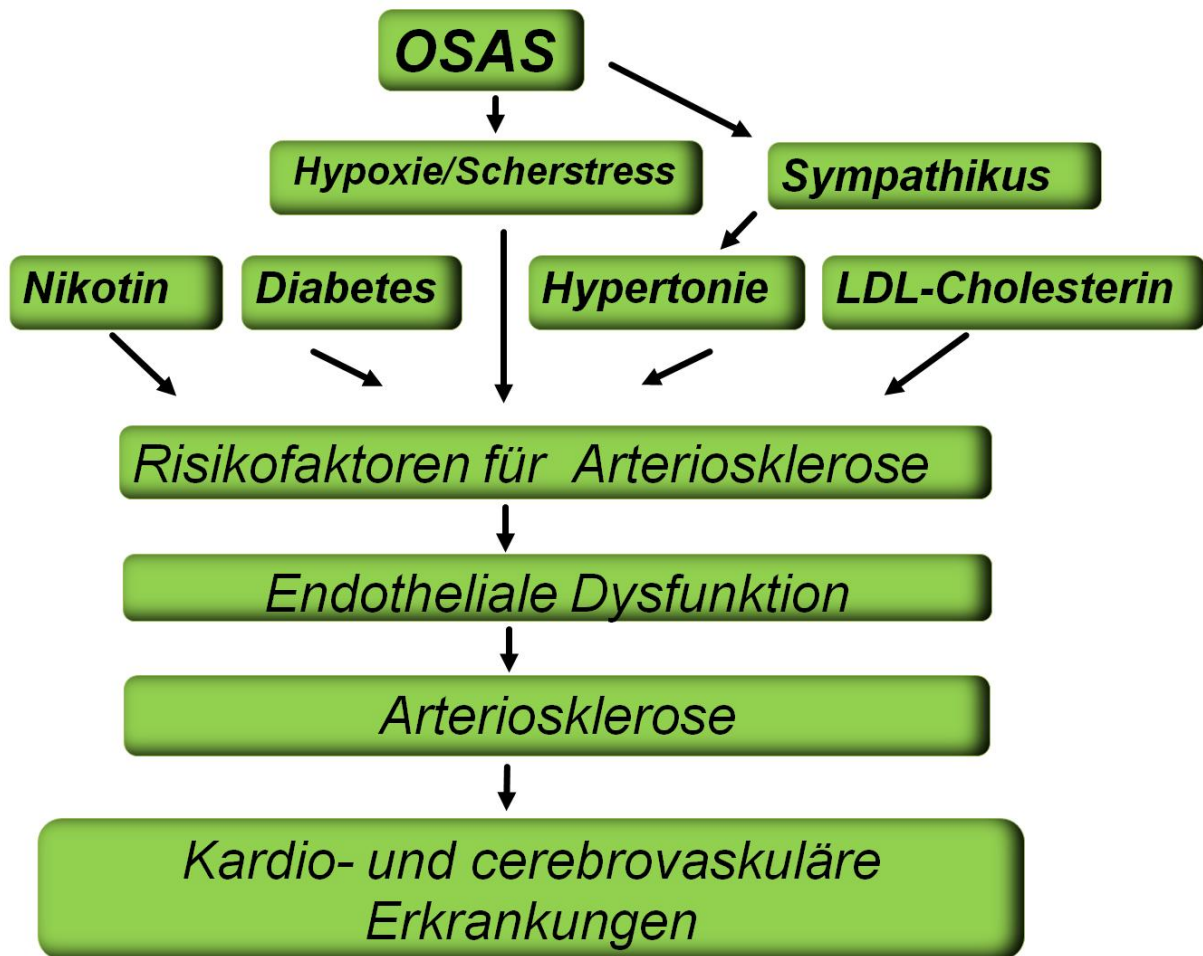 OSAS
Hypoxie/Scherstress
Sympathikus
Nikotin
Diabetes
Hypertonie
LDL-Cholesterin
Risikofaktoren für Arteriosklerose
Endotheliale Dysfunktion
Arteriosklerose
Kardio- und cerebrovaskuläre
Erkrankungen